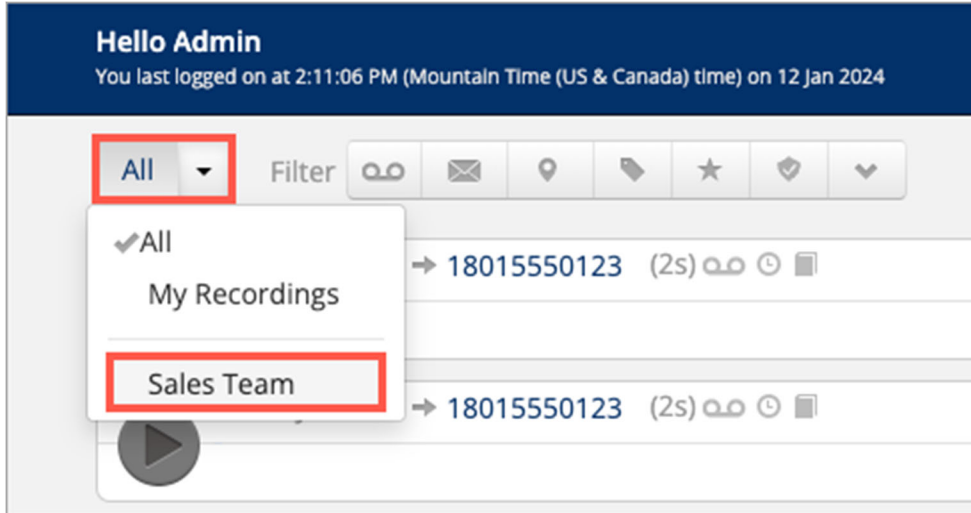 Hello Admin
You last logged on at 2:11:06 PM (Mountain Time (US & Canada) time) on 12 Jan 2024
All
Filter
All
My Recordings
Sales Team
18015550123 (2s)
18015550123 (2s)